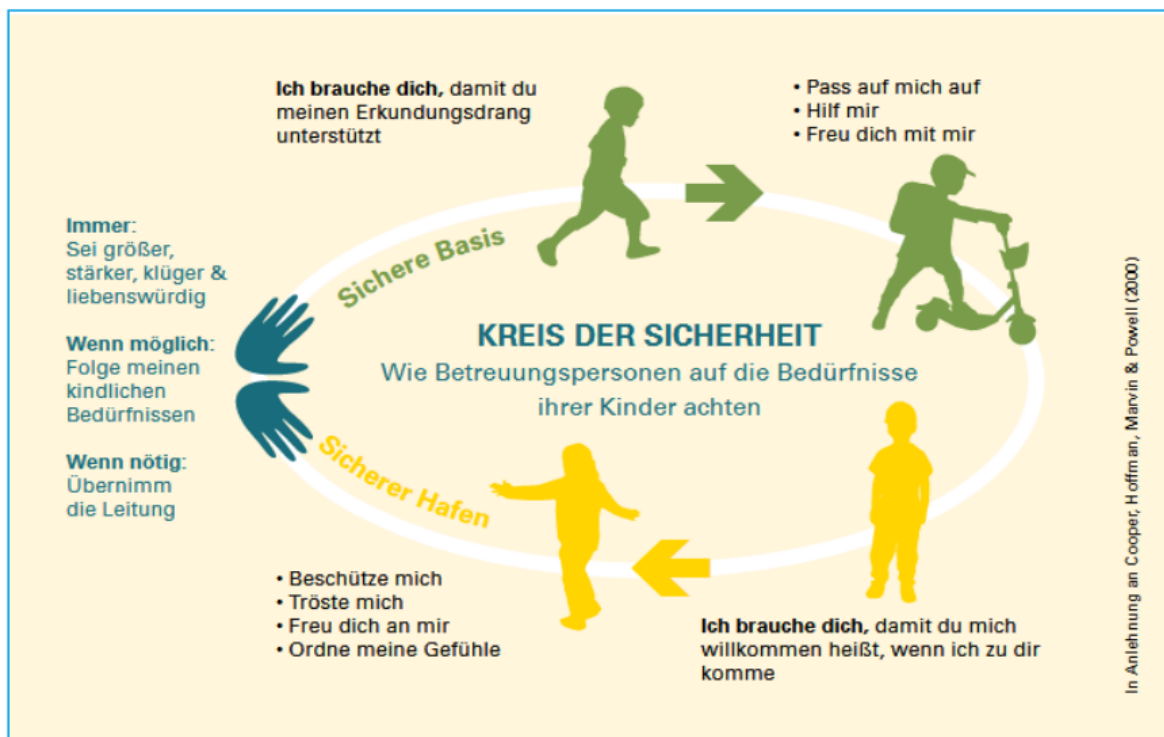 Ich brauche dich, damit du
meinen Erkundungsdrang
unterstützt
• Pass auf mich auf
• Hilf mir
• Freu dich mit mir
Immer:
Sei größer,
stärker, klüger &
liebenswürdig
Wenn möglich:
Folge meinen
kindlichen
Bedürfnissen
Wenn nötig:
Übernimm
die Leitung
Sichere Basis
KREIS DER SICHERHEIT
Wie Betreuungspersonen auf die Bedürfnisse
ihrer Kinder achten
Sicherer Hafen
• Beschütze mich
• Tröste mich
• Freu dich an mir
• Ordne meine Gefühle
Ich brauche dich, damit du mich
willkommen heißt, wenn ich zu dir
komme
In Anlehnung an Cooper, Hoffman, Marvin & Powell (2000)